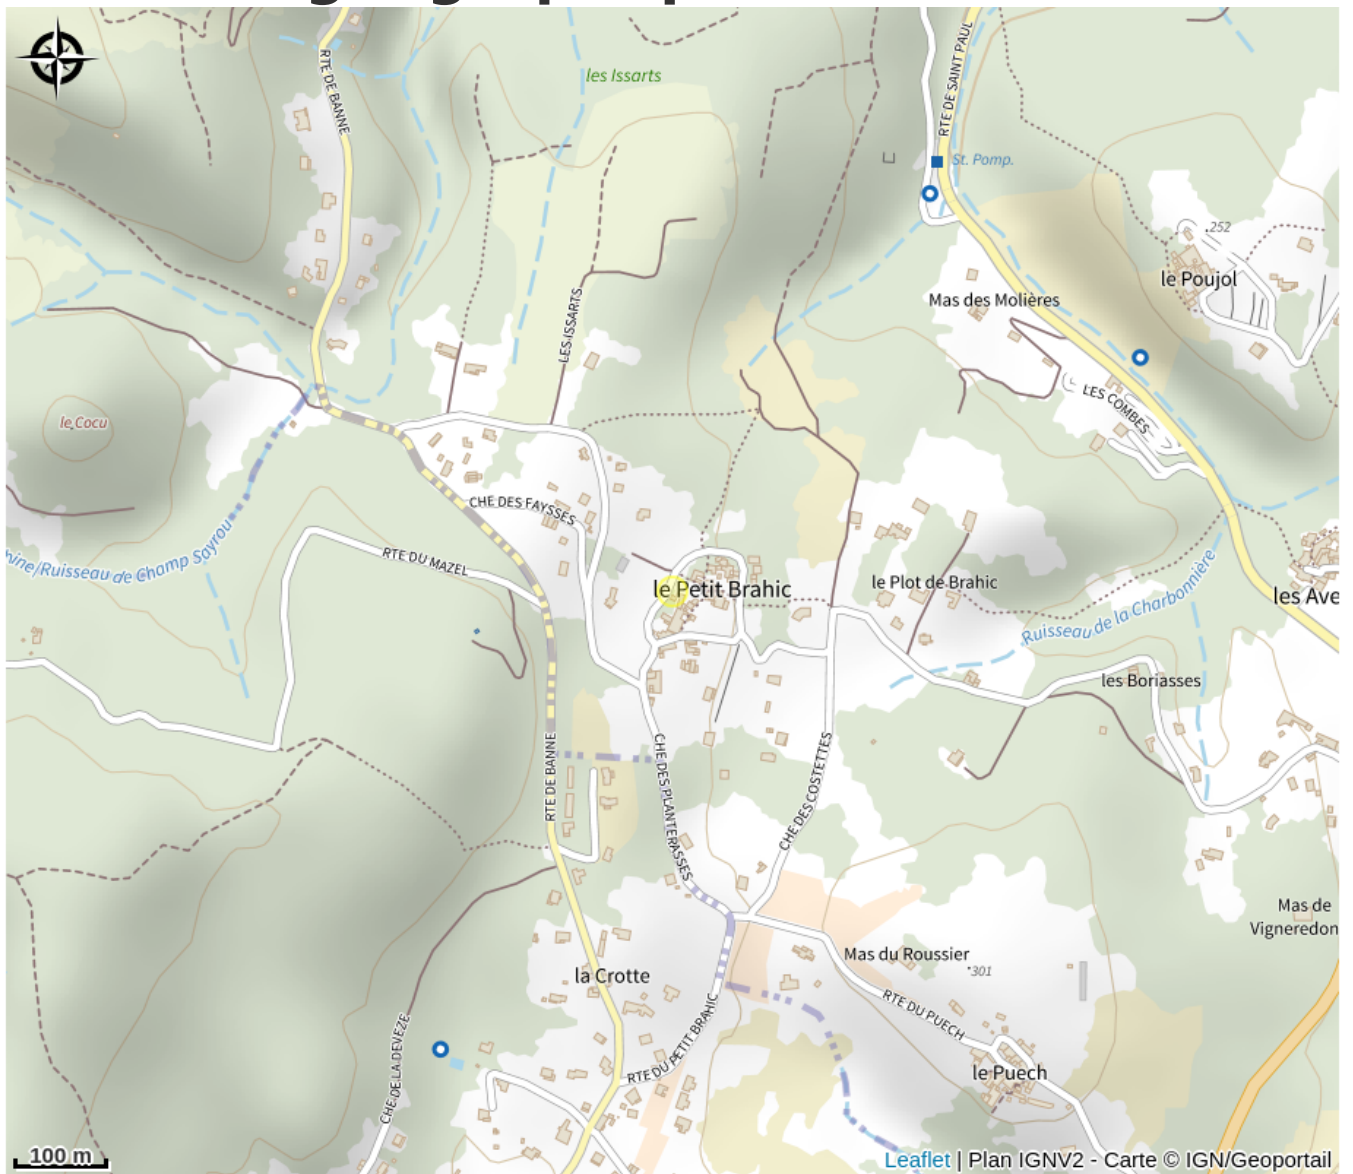 les Issarts
RTE DE BANNE
RTE DE SAINT PAUL
St. Pomp.
252
le Poujol
Mas des Molières
LES ISSARTS
LES COMBES
le Cocu
CHE DES FAYSSES
RTE DU MAZEL
hine/Ruisseau de Champ Sayrou
le Petit Brahic
le Plot de Brahic
les Ave
Ruisseau de la Charbonnière
les Boriasses
RTE DE BANNE
CHE DES PLANTERASSES
CHE DES COSTETTES
Mas de
Vigneredon
Mas du Roussier
301
la Crotte
RTE DU PUECH
RTE DU PETIT BRAHIC
CHE DE LA DEVEZE
le Puech
100 m
Leaflet | Plan IGNV2 - Carte © IGN/Geoportail